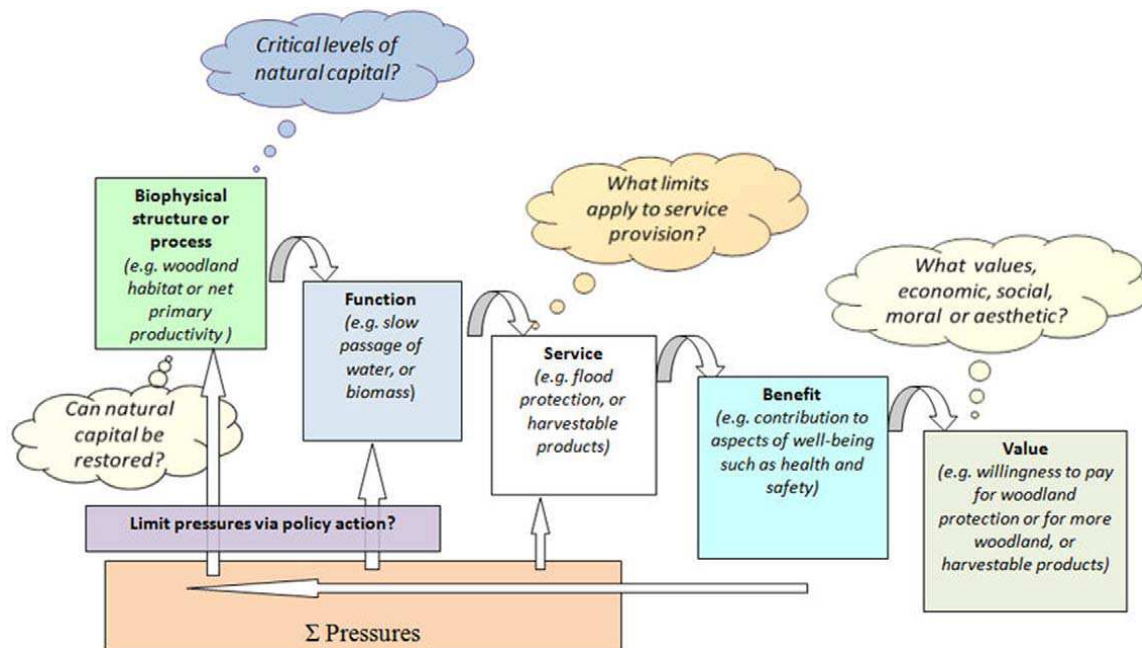 Critical levels of
natural capital?
Biophysical
structure or
process
(e.g. woodland
habitat or net
primary
productivity )
Can natural
capital be
restored?
Function
(e.g. slow
passage of
water, or
biomass)
What limits
apply to service
provision?
Service
(e.g. flood
protection, or
harvestable
products)
Benefit
(e.g. contribution to
aspects of well-being
such as health and
safety)
What values,
economic, social,
moral or aesthetic?
Value
(e.g. willingness to pay
for woodland
protection or for more
woodland, or
harvestable products)
Limit pressures via policy action?
Σ Pressures